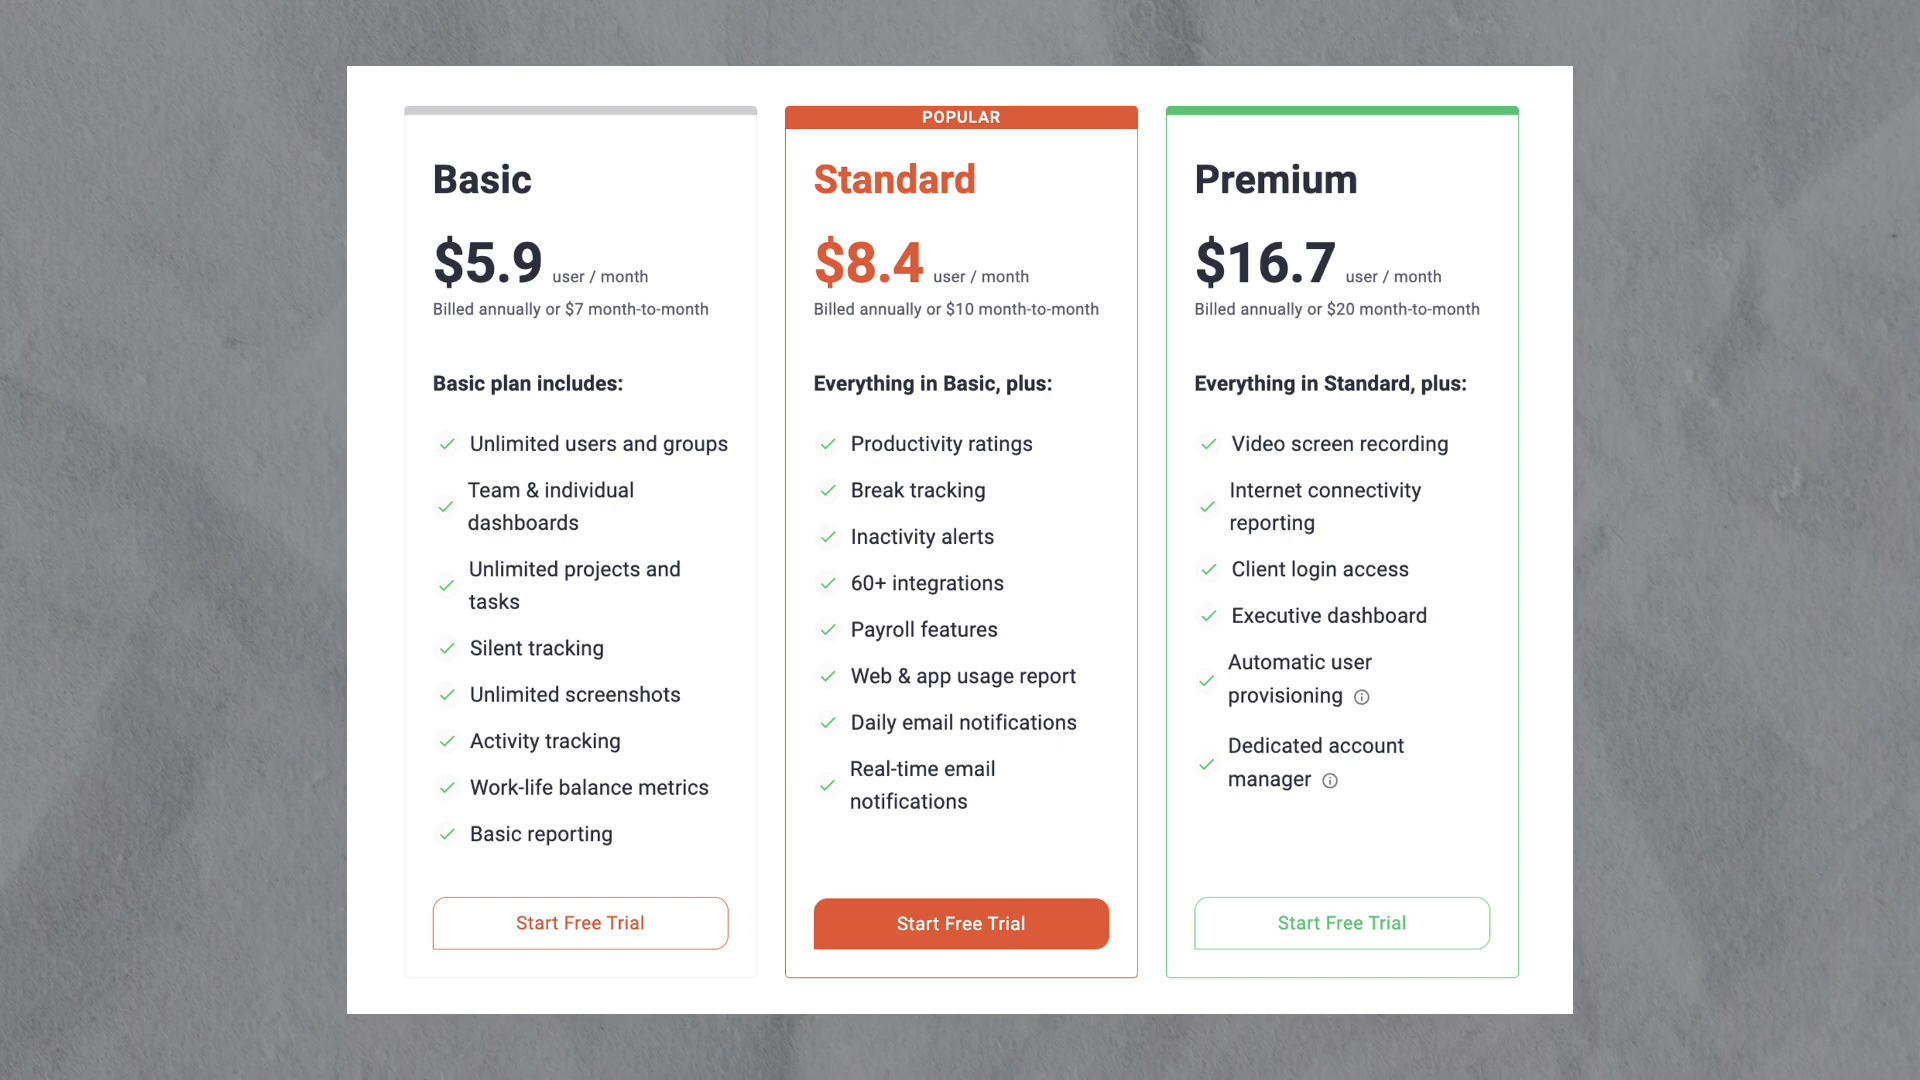 Basic
$5.9 user / month
Billed annually or $7 month-to-month
Basic plan includes:
Unlimited users and groups
Team & individual
dashboards
Unlimited projects and
tasks
Silent tracking
Unlimited screenshots
Activity tracking
Work-life balance metrics
Basic reporting
Start Free Trial
POPULAR
Standard
$8.4 user / month
Billed annually or $10 month-to-month
Everything in Basic, plus:
Productivity ratings
Break tracking
Inactivity alerts
60+ integrations
Payroll features
Web & app usage report
Daily email notifications
Real-time email
notifications
Start Free Trial
Premium
$16.7 user / month
Billed annually or $20 month-to-month
Everything in Standard, plus:
Video screen recording
Internet connectivity
reporting
Client login access
Executive dashboard
Automatic user
provisioning
Dedicated account
manager
Start Free Trial